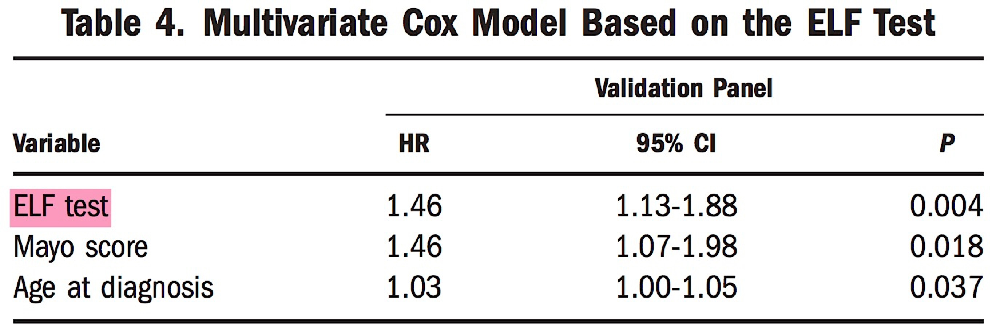 Table 4. Multivariate Cox Model Based on the ELF Test
Validation Panel
Variable HR 95% CI P
ELF test 1.46 1.13-1.88 0.004
Mayo score 1.46 1.07-1.98 0.018
Age at diagnosis 1.03 1.00-1.05 0.037